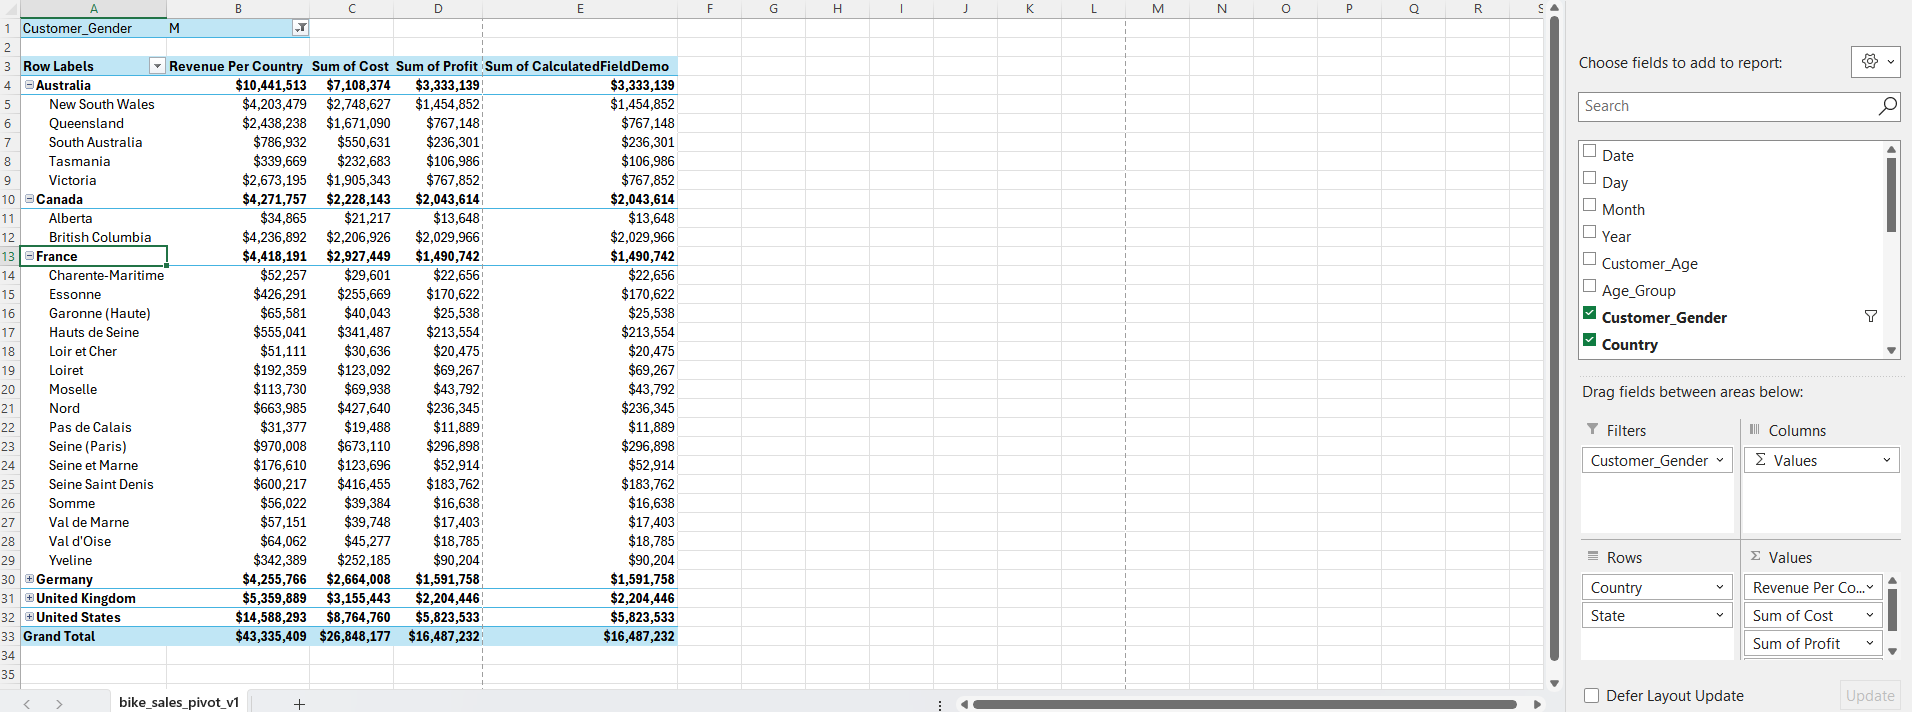 A B C D E F G H I J K L M N O P Q R S
1 Customer_Gender M
2
3 Row Labels Revenue Per Country Sum of Cost Sum of Profit Sum of CalculatedFieldDemo
4 Australia $10,441,513 $7,108,374 $3,333,139 $3,333,139
5 New South Wales $4,203,479 $2,748,627 $1,454,852 $1,454,852
6 Queensland $2,438,238 $1,671,090 $767,148 $767,148
7 South Australia $786,932 $550,631 $236,301 $236,301
8 Tasmania $339,669 $232,683 $106,986 $106,986
9 Victoria $2,673,195 $1,905,343 $767,852 $767,852
10 Canada $4,271,757 $2,228,143 $2,043,614 $2,043,614
11 Alberta $34,865 $21,217 $13,648 $13,648
12 British Columbia $4,236,892 $2,206,926 $2,029,966 $2,029,966
13 France $4,418,191 $2,927,449 $1,490,742 $1,490,742
14 Charente-Maritime $52,257 $29,601 $22,656 $22,656
15 Essonne $426,291 $255,669 $170,622 $170,622
16 Garonne (Haute) $65,581 $40,043 $25,538 $25,538
17 Hauts de Seine $555,041 $341,487 $213,554 $213,554
18 Loir et Cher $51,111 $30,636 $20,475 $20,475
19 Loiret $192,359 $123,092 $69,267 $69,267
20 Moselle $113,730 $69,938 $43,792 $43,792
21 Nord $663,985 $427,640 $236,345 $236,345
22 Pas de Calais $31,377 $19,488 $11,889 $11,889
23 Seine (Paris) $970,008 $673,110 $296,898 $296,898
24 Seine et Marne $176,610 $123,696 $52,914 $52,914
25 Seine Saint Denis $600,217 $416,455 $183,762 $183,762
26 Somme $56,022 $39,384 $16,638 $16,638
27 Val de Marne $57,151 $39,748 $17,403 $17,403
28 Val d'Oise $64,062 $45,277 $18,785 $18,785
29 Yveline $342,389 $252,185 $90,204 $90,204
30 Germany $4,255,766 $2,664,008 $1,591,758 $1,591,758
31 United Kingdom $5,359,889 $3,155,443 $2,204,446 $2,204,446
32 United States $14,588,293 $8,764,760 $5,823,533 $5,823,533
33 Grand Total $43,335,409 $26,848,177 $16,487,232 $16,487,232
34
35
bike_sales_pivot_v1
Choose fields to add to report:
Search
Date
Day
Month
Year
Customer_Age
Age_Group
Customer_Gender
Country
Drag fields between areas below:
Filters
Customer_Gender
Columns
Σ Values
Rows
Country
State
Σ Values
Revenue Per Co...
Sum of Cost
Sum of Profit
Defer Layout Update
Update